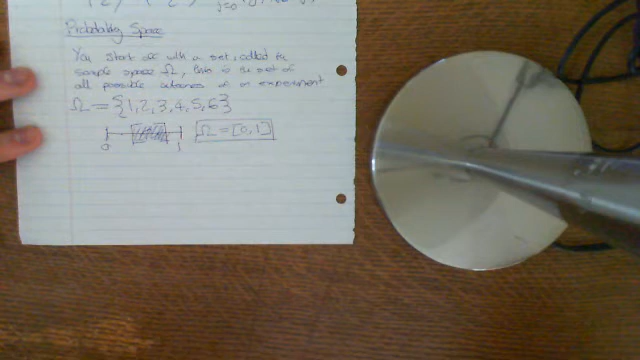 Probability Space
You start off with a set, called the
sample space Ω, this is the set of
all possible outcomes of an experiment
Ω = {1,2,3,4,5,6}
0 1 Ω = [0,1]